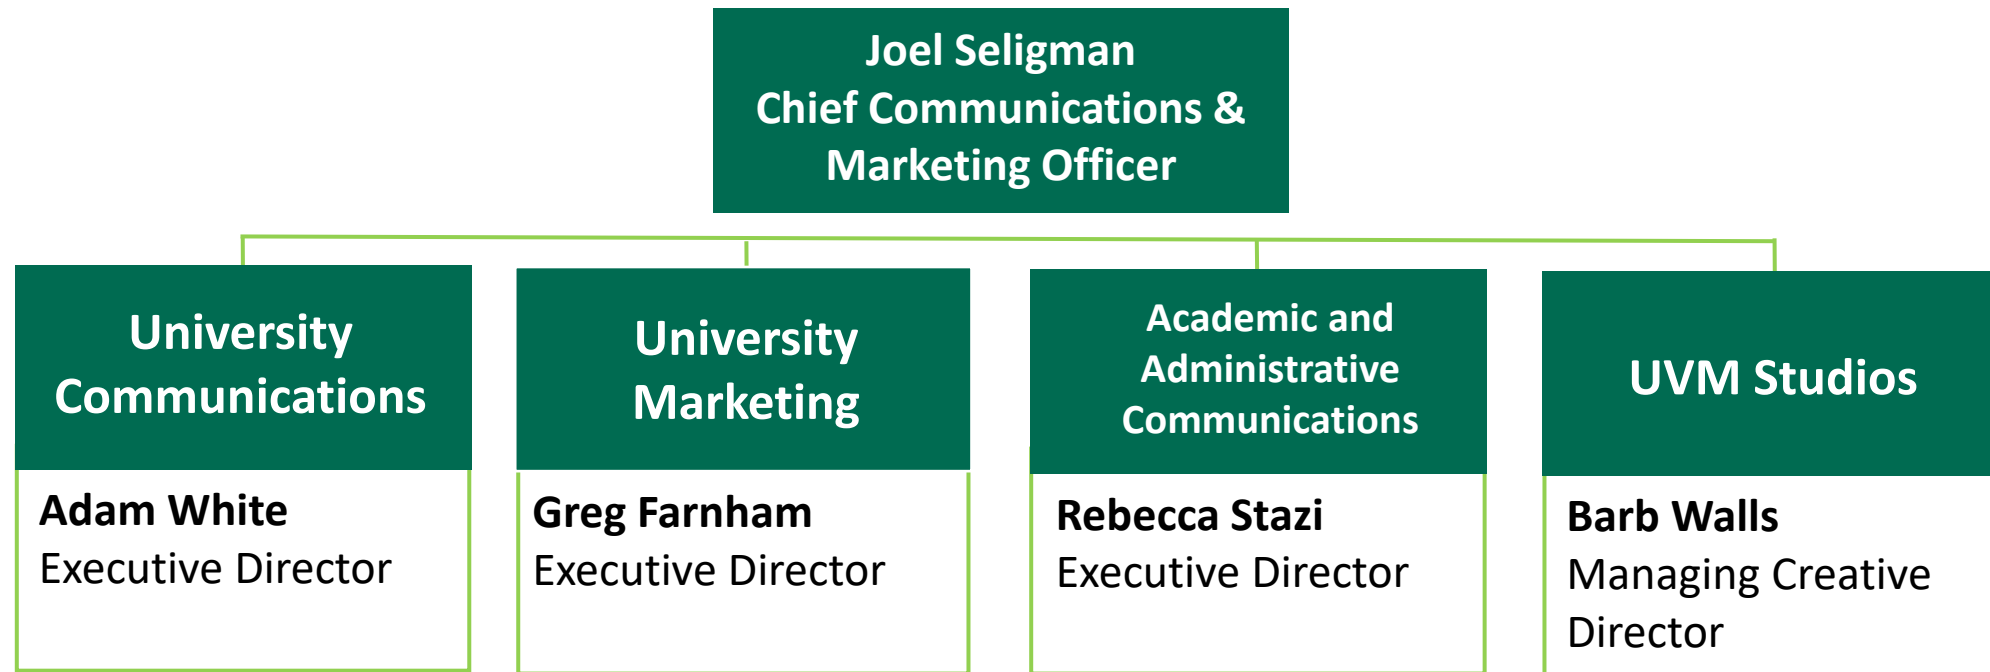 Joel Seligman
Chief Communications &
Marketing Officer
University
Communications
Adam White
Executive Director
University
Marketing
Greg Farnham
Executive Director
Academic and
Administrative
Communications
Rebecca Stazi
Executive Director
UVM Studios
Barb Walls
Managing Creative
Director